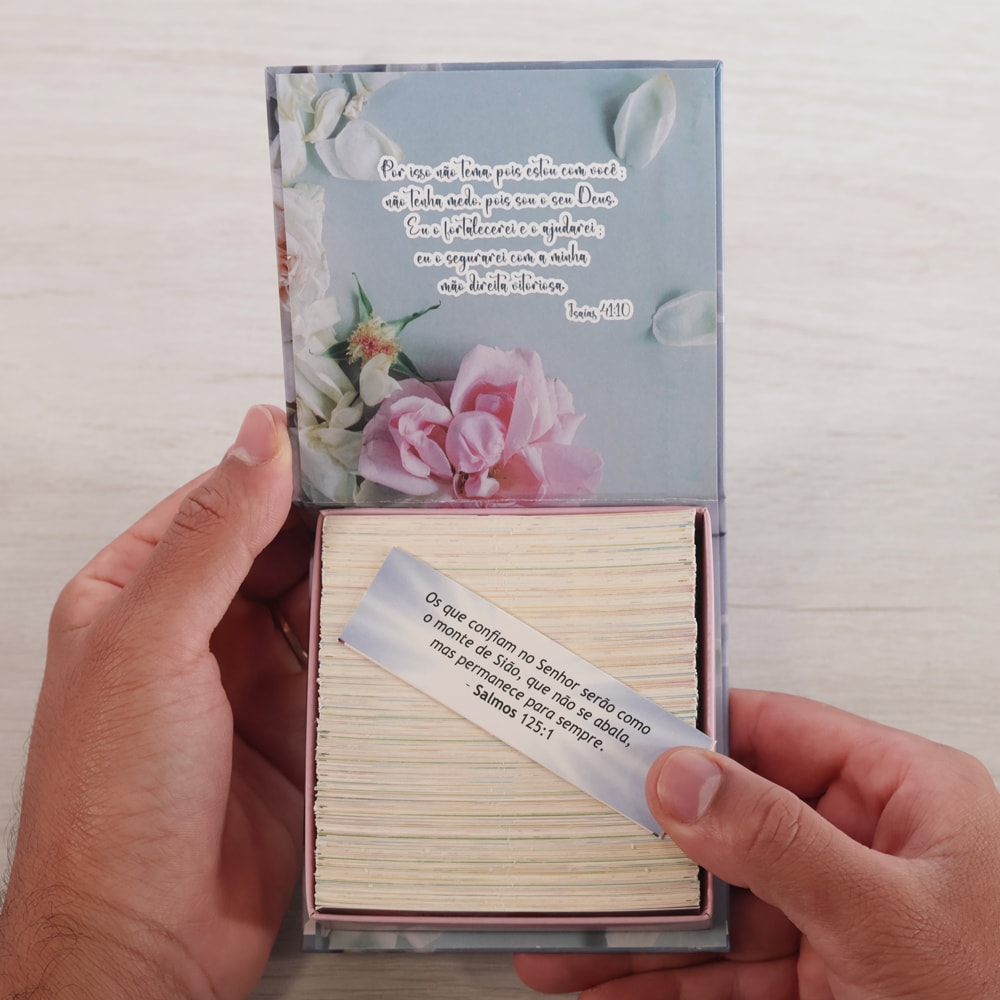 Por isso não tema, pois estou com você;
não tenha medo, pois sou o seu Deus.
Eu o fortalecerei e o ajudarei;
eu o segurarei com a minha
mão direita vitoriosa.
Isaías 41:10
Os que confiam no Senhor serão como
o monte de Sião, que não se abala,
mas permanece para sempre.
- Salmos 125:1